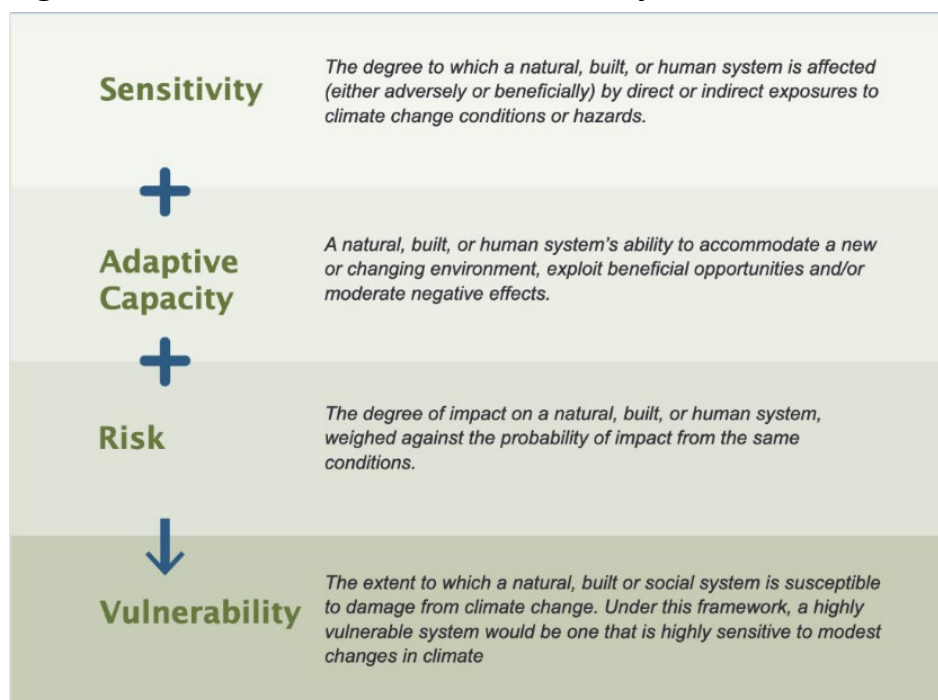 Sensitivity
The degree to which a natural, built, or human system is affected
(either adversely or beneficially) by direct or indirect exposures to
climate change conditions or hazards.
+
Adaptive
Capacity
A natural, built, or human system's ability to accommodate a new
or changing environment, exploit beneficial opportunities and/or
moderate negative effects.
+
Risk
The degree of impact on a natural, built, or human system,
weighed against the probability of impact from the same
conditions.
Vulnerability
The extent to which a natural, built or social system is susceptible
to damage from climate change. Under this framework, a highly
vulnerable system would be one that is highly sensitive to modest
changes in climate